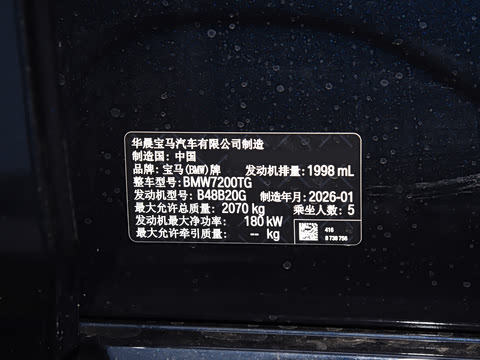 华晨宝马汽车有限公司制造
制造国: 中国
品牌: 宝马(BMW)牌 发动机排量: 1998 mL
整车型号: BMW7200TG
发动机型号: B48B20G 制造年月: 2026-01
最大允许总质量: 2070 kg 乘坐人数: 5
发动机最大净功率: 180 kW
最大允许牵引质量: -- kg
416
8 738 756